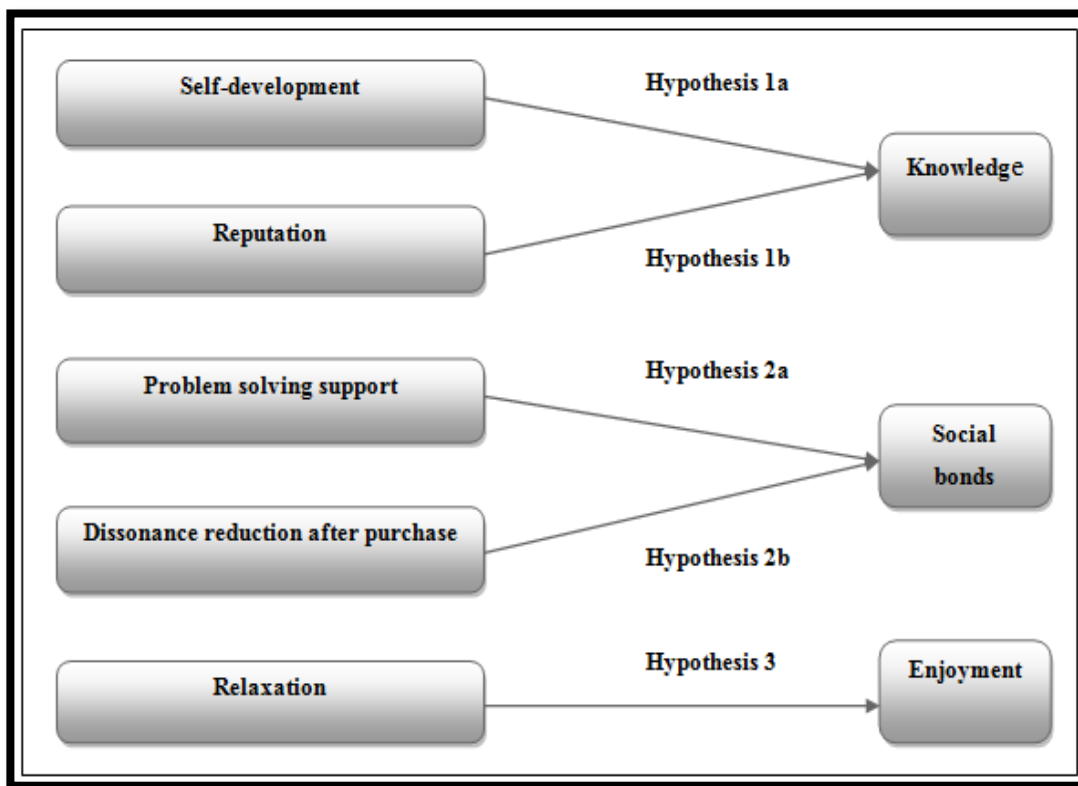 Self-development
Hypothesis 1a
Knowledge
Reputation
Hypothesis 1b
Problem solving support
Hypothesis 2a
Social
bonds
Dissonance reduction after purchase
Hypothesis 2b
Relaxation
Hypothesis 3
Enjoyment